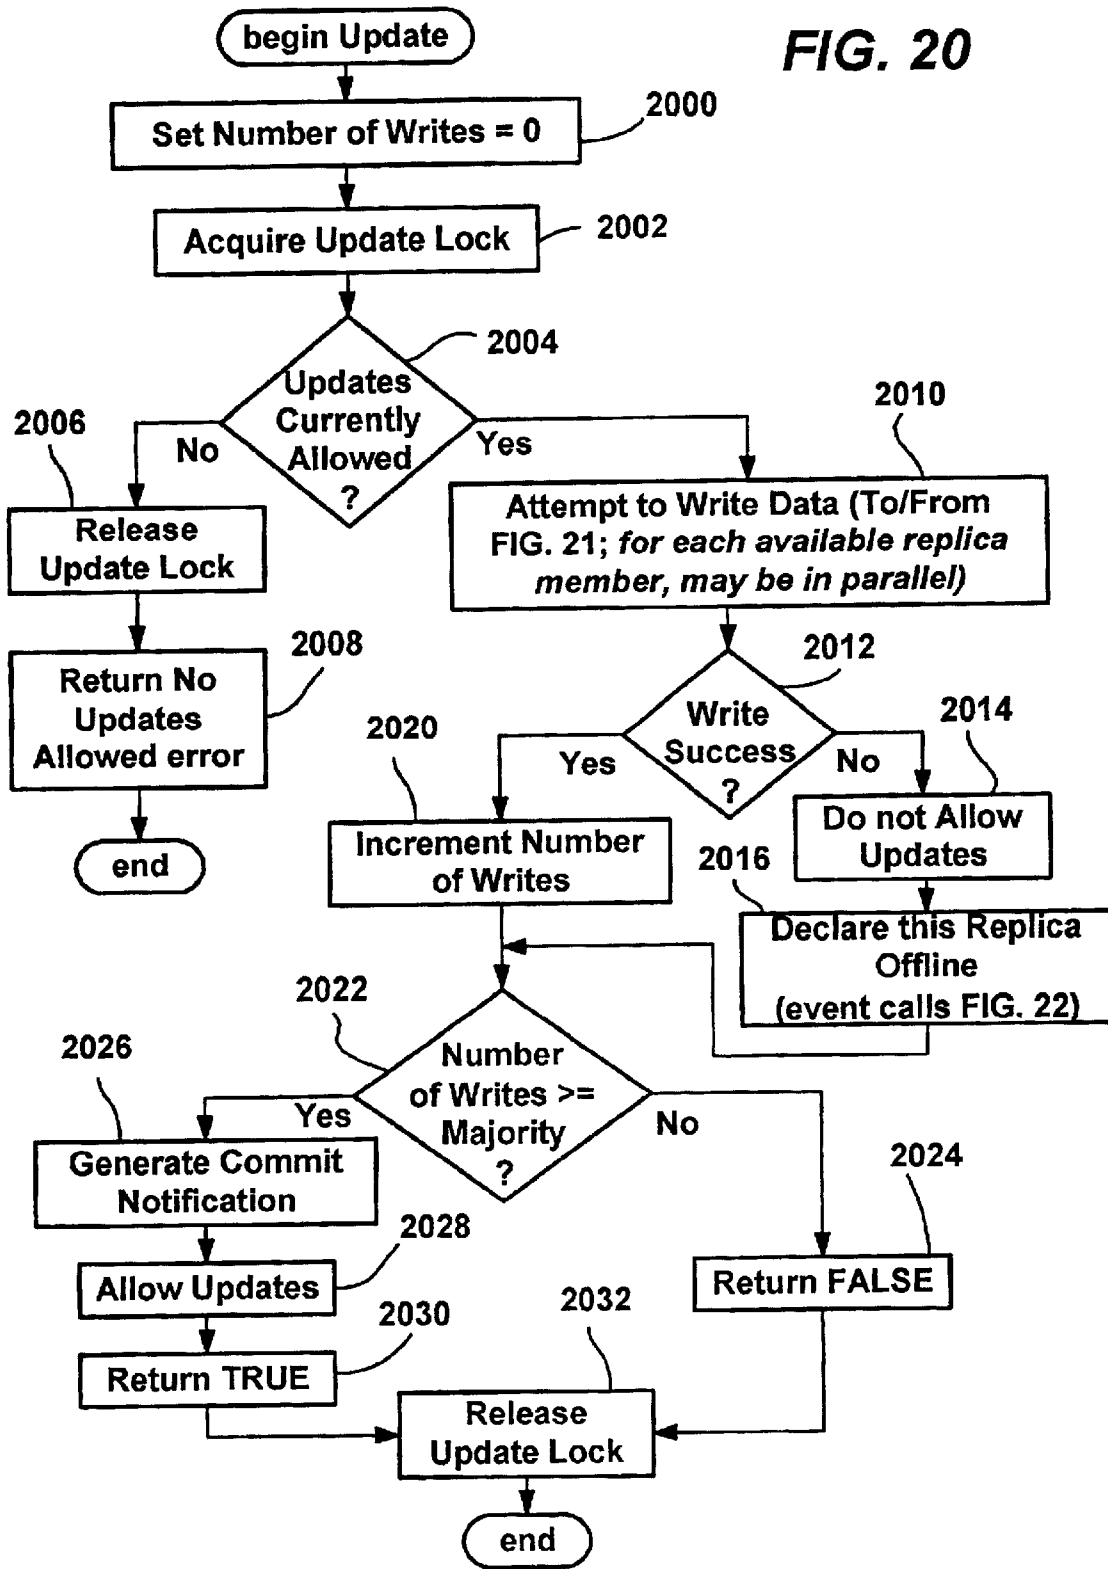 FIG. 20
begin Update
2000
Set Number of Writes = 0
2002
Acquire Update Lock
2004
Updates
Currently
Allowed
?
No
Yes
2006
Release
Update Lock
2008
Return No
Updates
Allowed error
end
2010
Attempt to Write Data (To/From
FIG. 21; for each available replica
member, may be in parallel)
2012
Write
Success
?
Yes
No
2014
Do not Allow
Updates
2016
Declare this Replica
Offline
(event calls FIG. 22)
2020
Increment Number
of Writes
2022
Number
of Writes >=
Majority
?
Yes
No
2026
Generate Commit
Notification
2028
Allow Updates
2030
Return TRUE
2024
Return FALSE
2032
Release
Update Lock
end